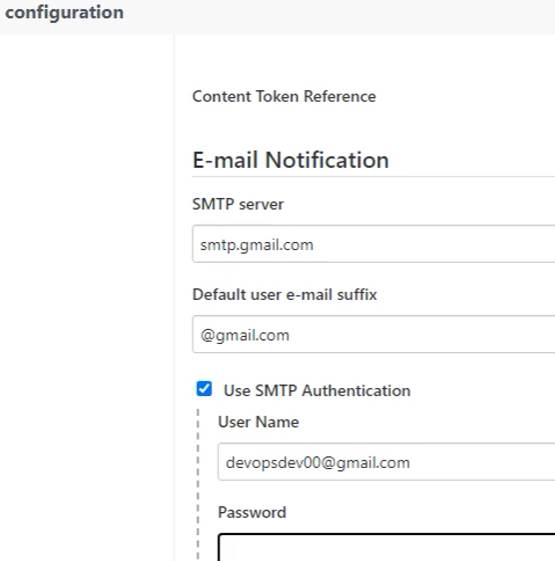 configuration
Content Token Reference
E-mail Notification
SMTP server
smtp.gmail.com
Default user e-mail suffix
@gmail.com
Use SMTP Authentication
User Name
devopsdev00@gmail.com
Password